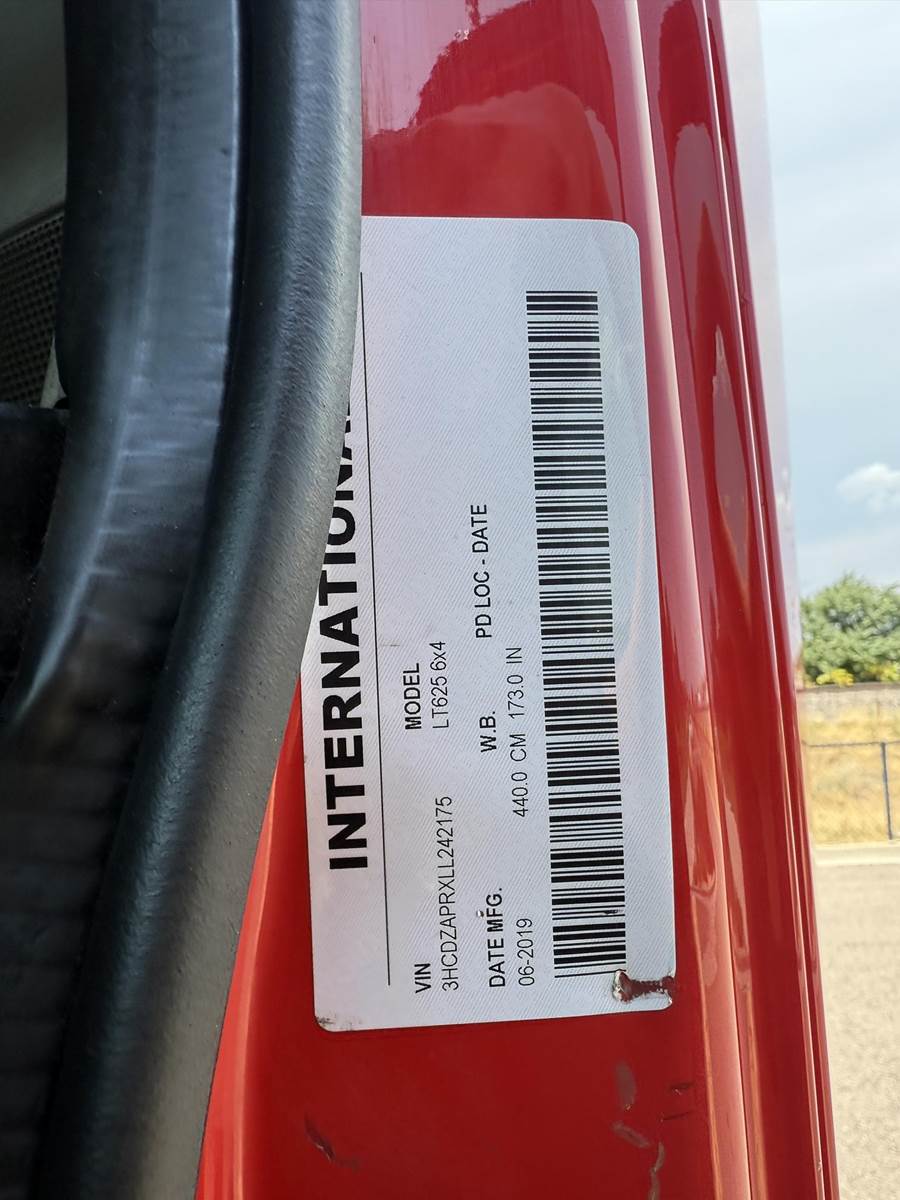 INTERNATIONA
VIN
3HCDZAPRXLL242175
MODEL
LT625 6x4
DATE MFG.
06-2019
W.B.
440.0 CM 173.0 IN
PD LOC - DATE